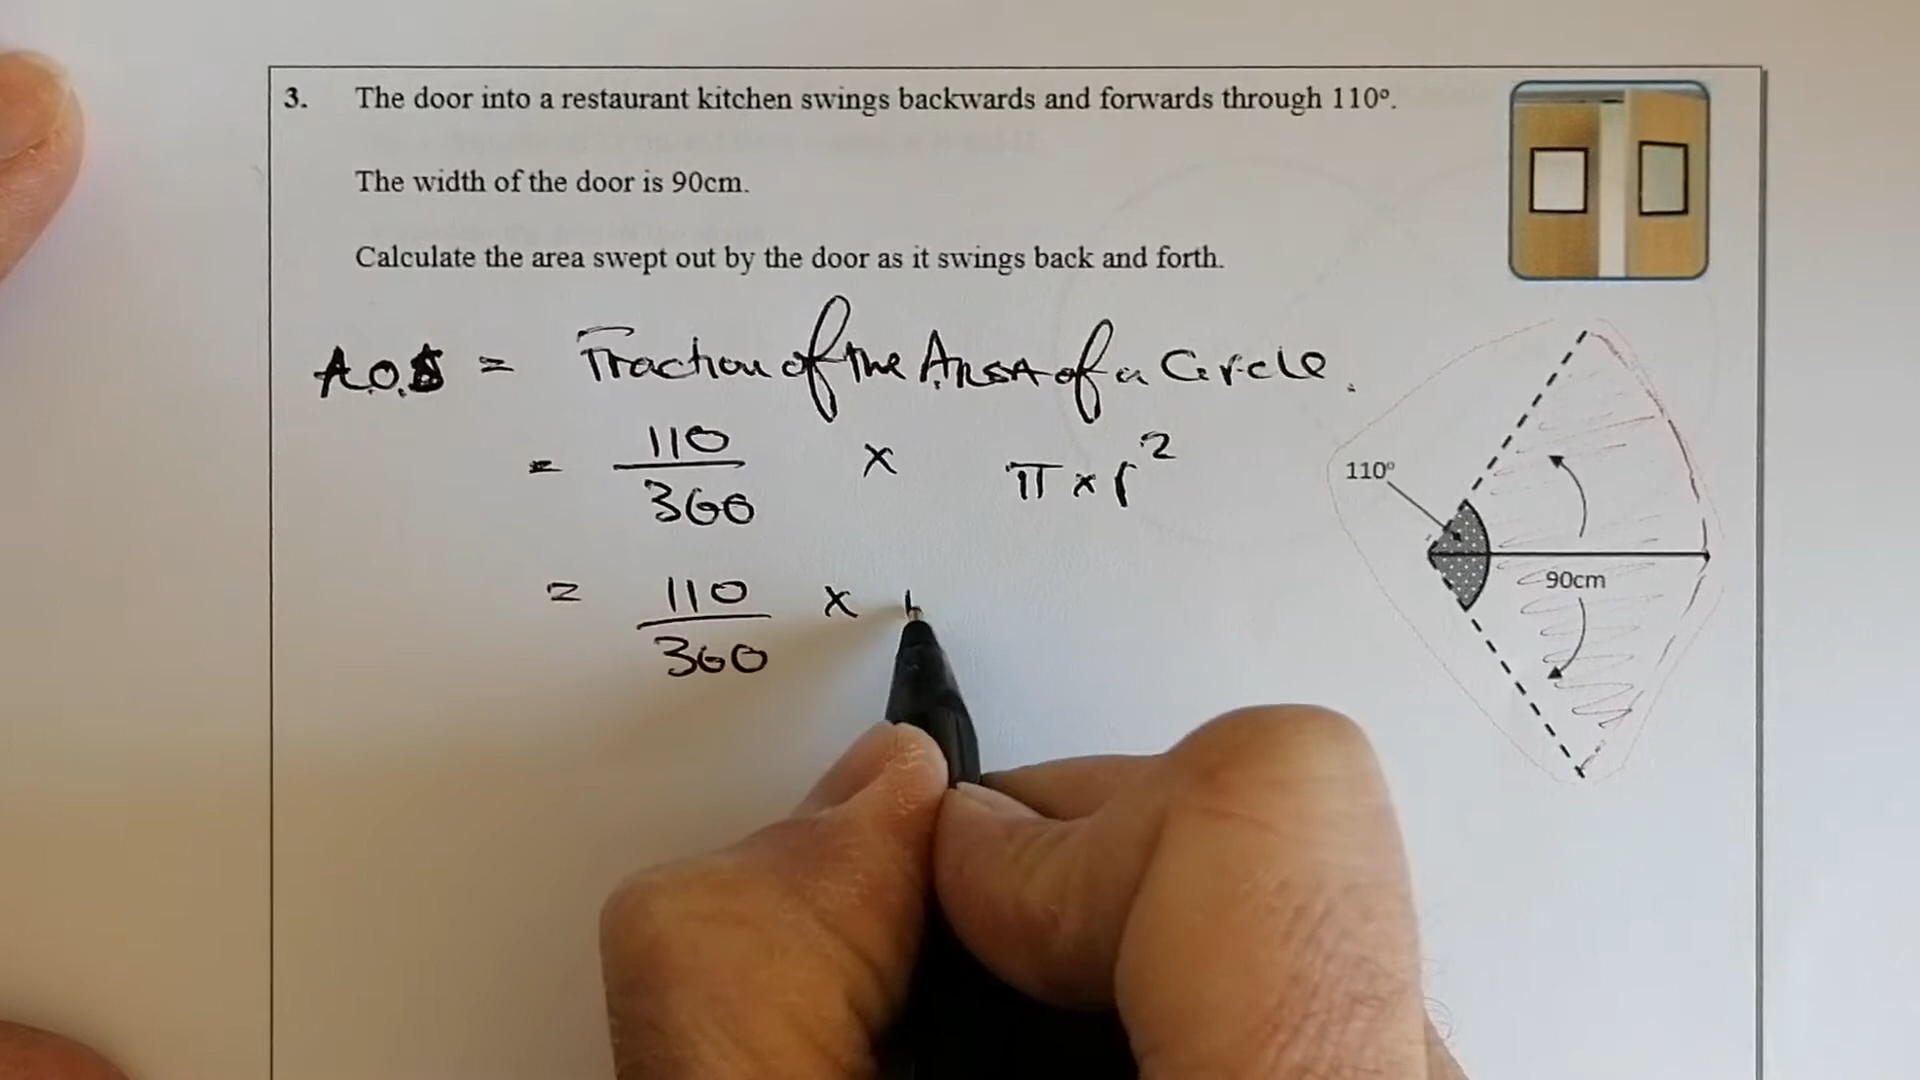 3. The door into a restaurant kitchen swings backwards and forwards through 110°.
The width of the door is 90cm.
Calculate the area swept out by the door as it swings back and forth.
A.O.S = Fraction of the Area of a Circle.
= 110/360 × π × r²
= 110/360 ×
110°
90cm